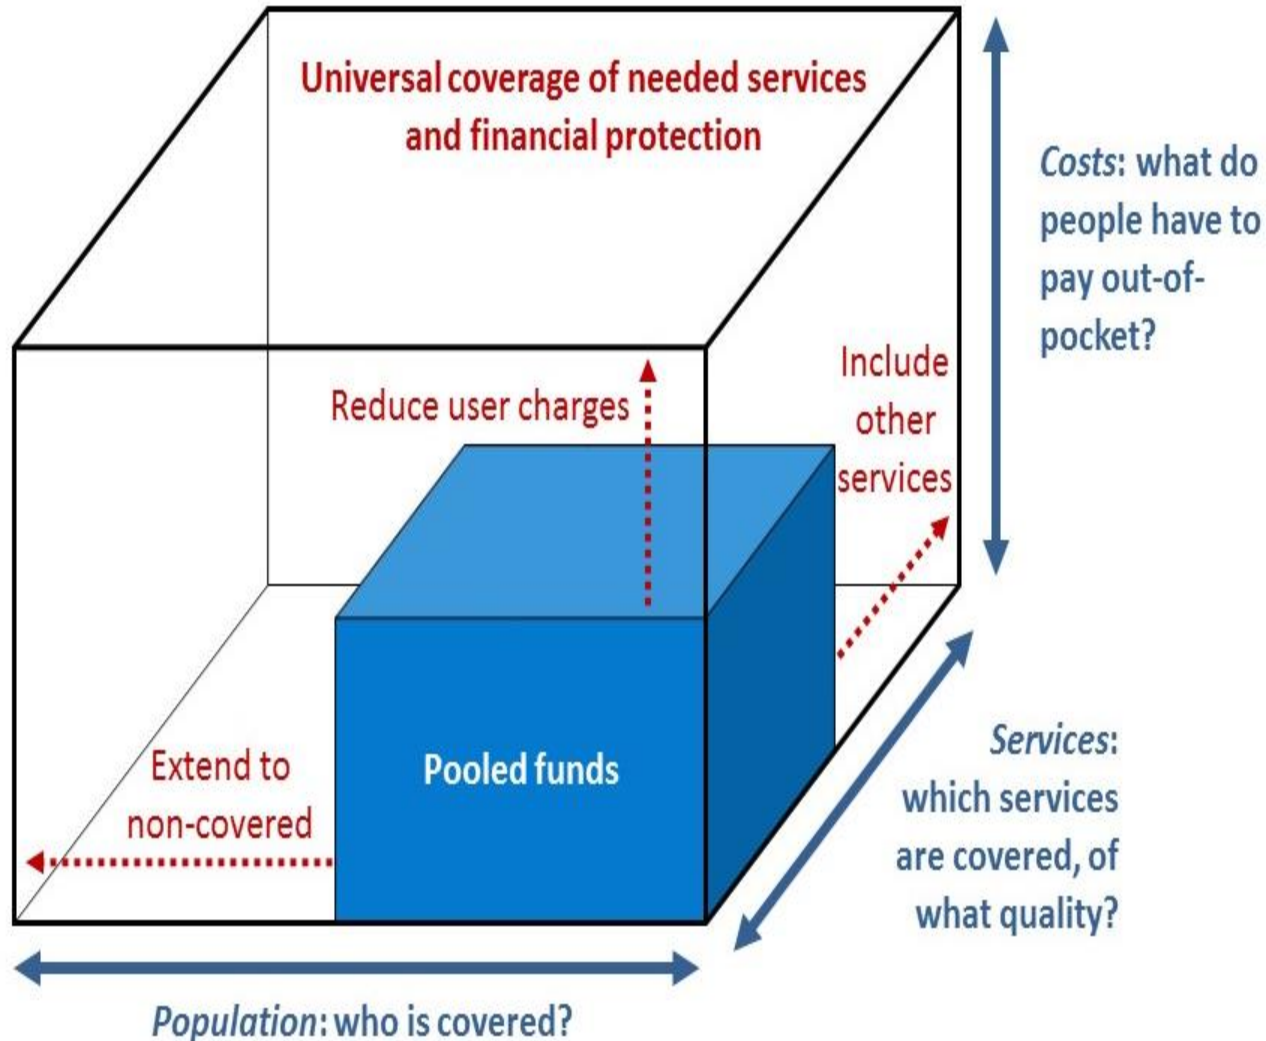 Universal coverage of needed services
and financial protection
Costs: what do
people have to
pay out-of-
pocket?
Include
other
services
Reduce user charges
Extend to
non-covered
Pooled funds
Services:
which services
are covered, of
what quality?
Population: who is covered?